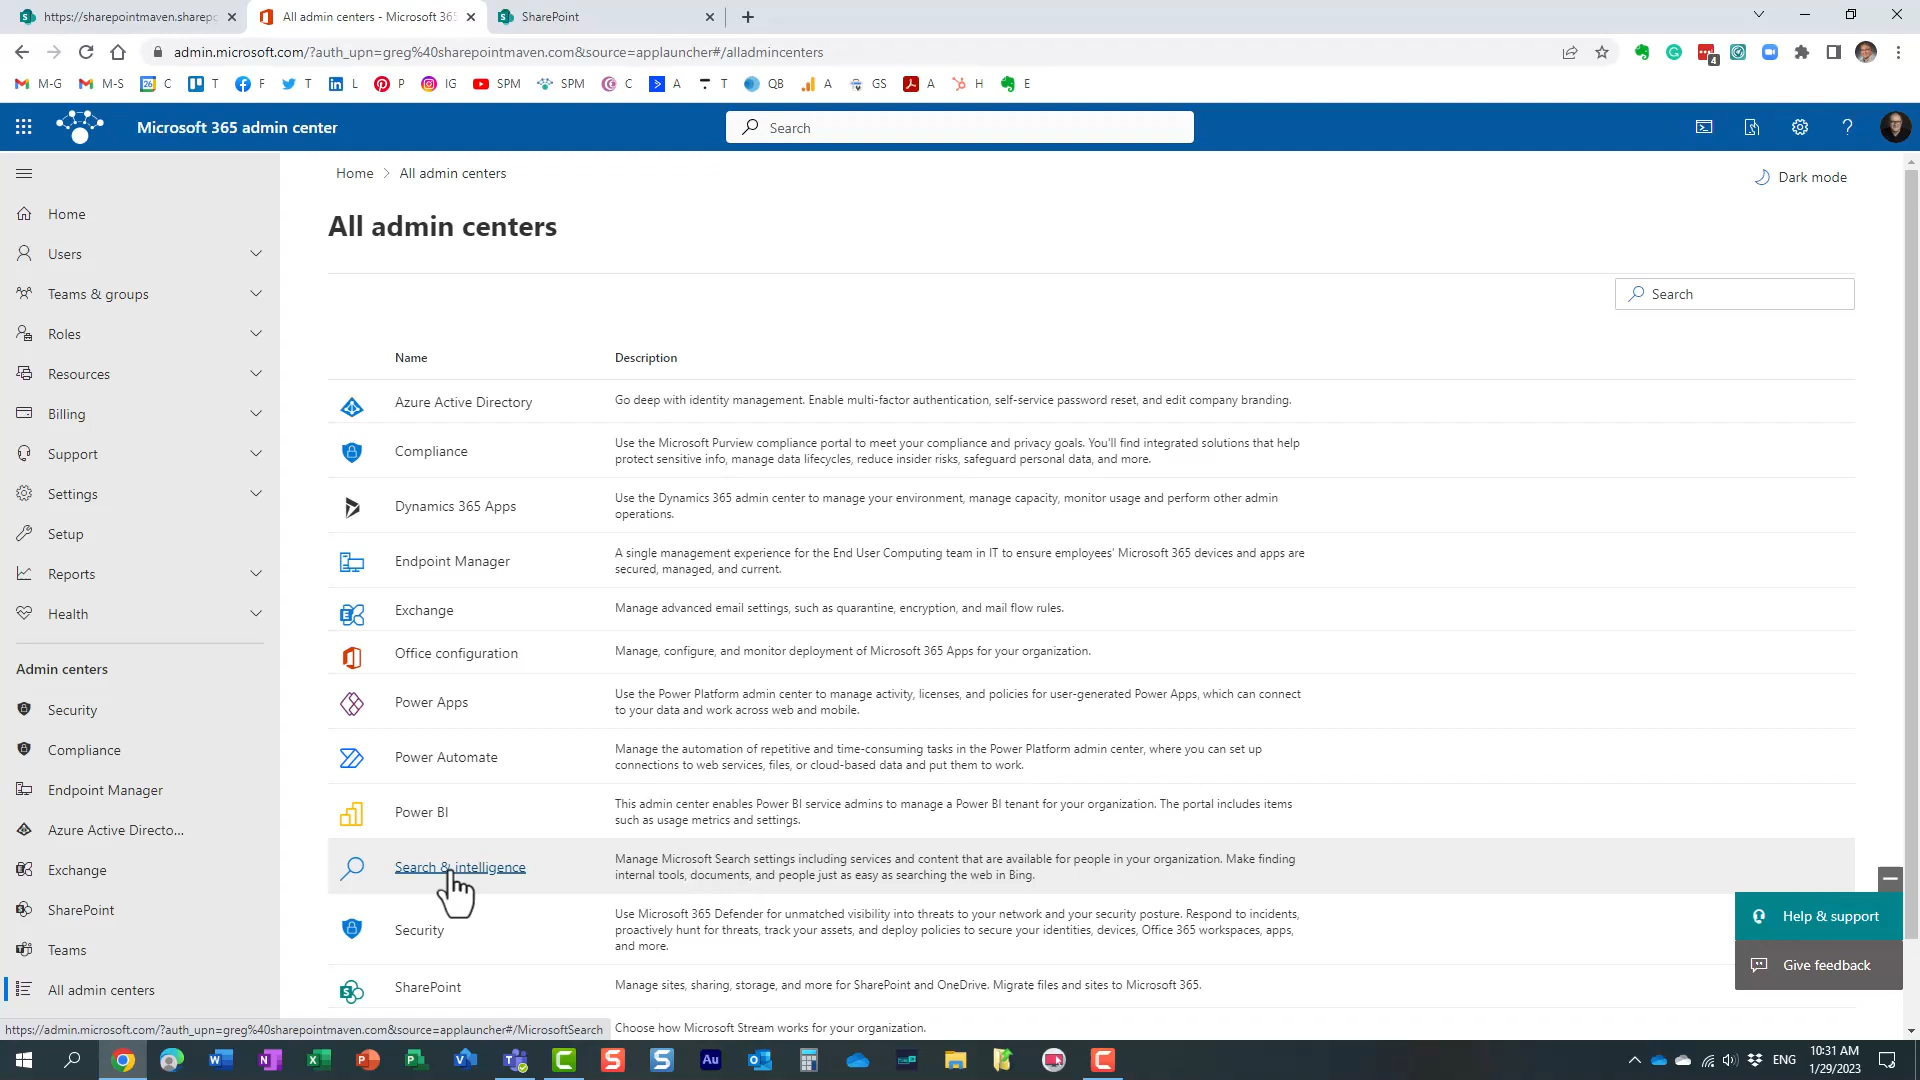 https://sharepointmaven.sharepo
All admin centers - Microsoft 365
SharePoint
admin.microsoft.com/?auth_upn=greg%40sharepointmaven.com&source=applauncher#/alladmincenters
4
M-G
M-S
26
C
T
F
T
L
P
IG
SPM
SPM
C
A
T
QB
A
GS
A
H
E
Microsoft 365 admin center
Search
Home
All admin centers
Dark mode
All admin centers
Search
Home
Users
Teams & groups
Roles
Resources
Billing
Support
Settings
Setup
Reports
Health
Admin centers
Security
Compliance
Endpoint Manager
Azure Active Directo...
Exchange
SharePoint
Teams
All admin centers
Name
Description
Azure Active Directory
Go deep with identity management. Enable multi-factor authentication, self-service password reset, and edit company branding.
Compliance
Use the Microsoft Purview compliance portal to meet your compliance and privacy goals. You'll find integrated solutions that help
protect sensitive info, manage data lifecycles, reduce insider risks, safeguard personal data, and more.
Dynamics 365 Apps
Use the Dynamics 365 admin center to manage your environment, manage capacity, monitor usage and perform other admin
operations.
Endpoint Manager
A single management experience for the End User Computing team in IT to ensure employees' Microsoft 365 devices and apps are
secured, managed, and current.
Exchange
Manage advanced email settings, such as quarantine, encryption, and mail flow rules.
Office configuration
Manage, configure, and monitor deployment of Microsoft 365 Apps for your organization.
Power Apps
Use the Power Platform admin center to manage activity, licenses, and policies for user-generated Power Apps, which can connect
to your data and work across web and mobile.
Power Automate
Manage the automation of repetitive and time-consuming tasks in the Power Platform admin center, where you can set up
connections to web services, files, or cloud-based data and put them to work.
Power BI
This admin center enables Power BI service admins to manage a Power BI tenant for your organization. The portal includes items
such as usage metrics and settings.
Search & intelligence
Manage Microsoft Search settings including services and content that are available for people in your organization. Make finding
internal tools, documents, and people just as easy as searching the web in Bing.
Security
Use Microsoft 365 Defender for unmatched visibility into threats to your network and your security posture. Respond to incidents,
proactively hunt for threats, track your assets, and deploy policies to secure your identities, devices, Office 365 workspaces, apps,
and more.
SharePoint
Manage sites, sharing, storage, and more for SharePoint and OneDrive. Migrate files and sites to Microsoft 365.
Choose how Microsoft Stream works for your organization.
Help & support
Give feedback
https://admin.microsoft.com/?auth_upn=greg%40sharepointmaven.com&source=applauncher#/MicrosoftSearch
ENG
10:31 AM
1/29/2023